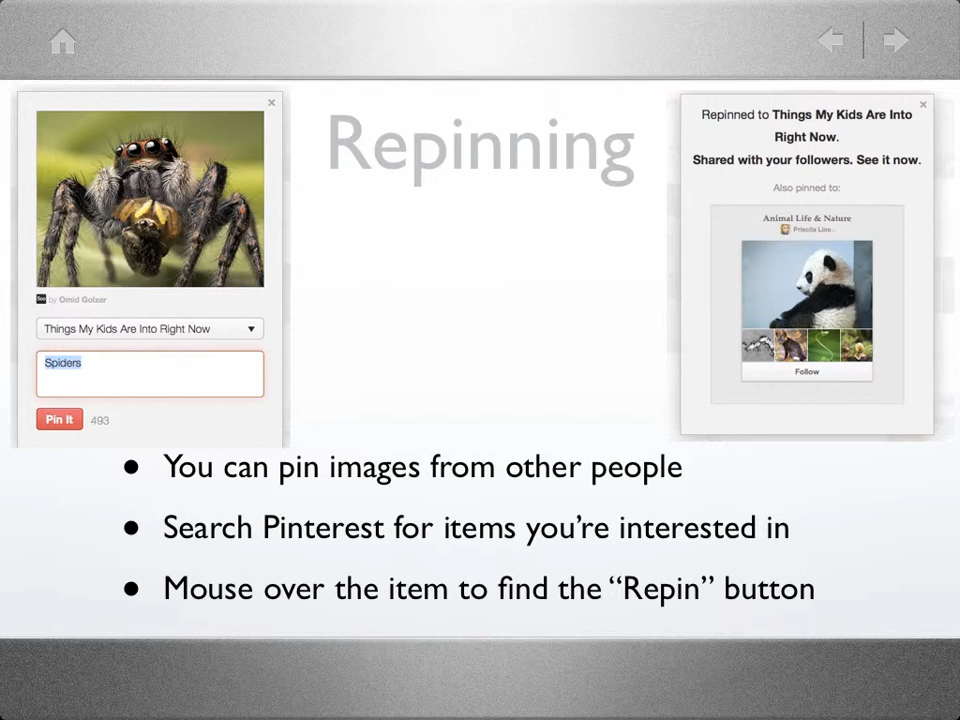 Repinning
by Omid Golzar
Things My Kids Are Into Right Now
Spiders
Pin It 493
Repinned to Things My Kids Are Into
Right Now.
Shared with your followers. See it now.
Also pinned to:
Animal Life & Nature
Priscila Lins .
Follow
• You can pin images from other people
• Search Pinterest for items you’re interested in
• Mouse over the item to find the “Repin” button